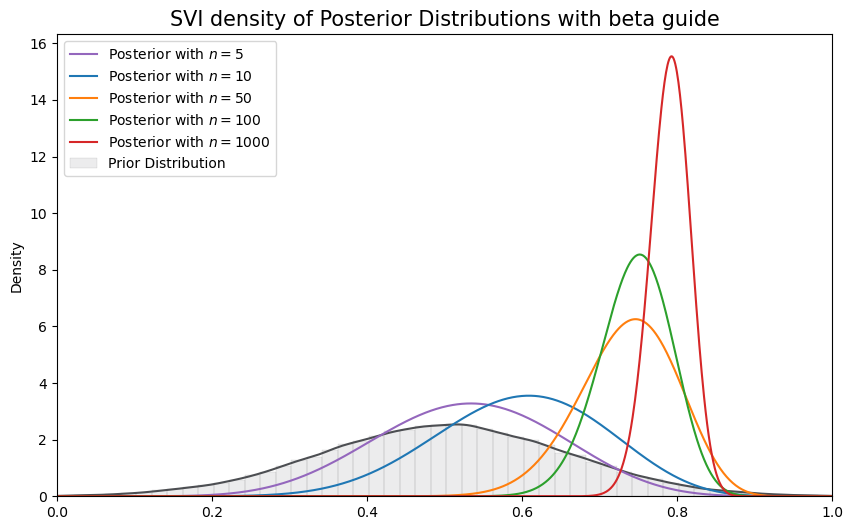 SVI density of Posterior Distributions with beta guide
Posterior with n = 5
Posterior with n = 10
Posterior with n = 50
Posterior with n = 100
Posterior with n = 1000
Prior Distribution
Density
16
14
12
10
8
6
4
2
0
0.0 0.2 0.4 0.6 0.8 1.0